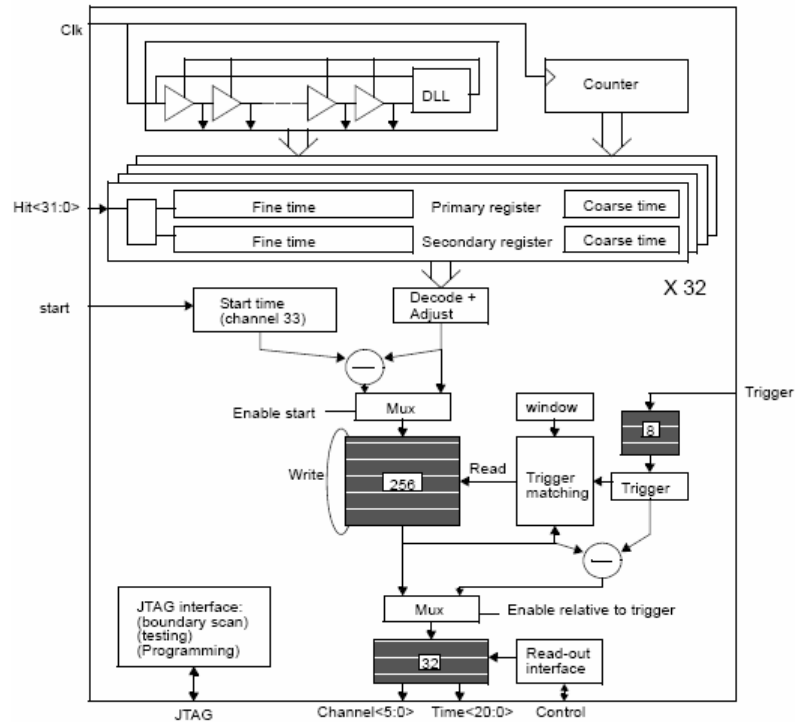 Clk
DLL
Counter
Hit<31:0>
Fine time
Primary register
Coarse time
Fine time
Secondary register
Coarse time
X 32
start
Start time
(channel 33)
Decode +
Adjust
Enable start
Mux
window
Trigger
8
Write
256
Read
Trigger
matching
Trigger
JTAG interface:
(boundary scan)
(testing)
(Programming)
Mux
Enable relative to trigger
32
Read-out
interface
JTAG
Channel<5:0>
Time<20:0>
Control